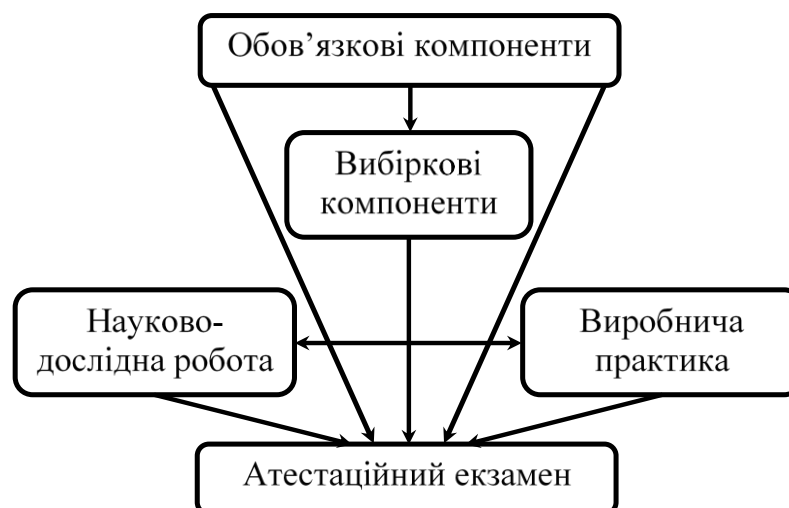 Обов’язкові компоненти
Вибіркові
компоненти
Науково-
дослідна робота
Виробнича
практика
Атестаційний екзамен